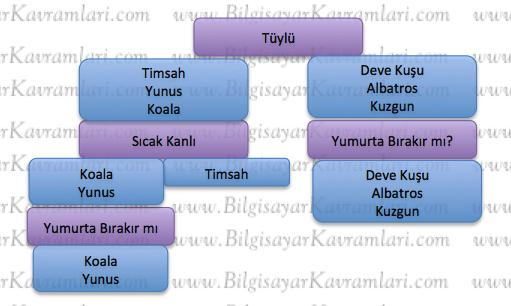 Tüylü
Timsah
Yunus
Koala
Deve Kuşu
Albatros
Kuzgun
Sıcak Kanlı
Yumurta Bırakır mı?
Koala
Yunus
Timsah
Deve Kuşu
Albatros
Kuzgun
Yumurta Bırakır mı
Koala
Yunus
www.BilgisayarKavramlari.com